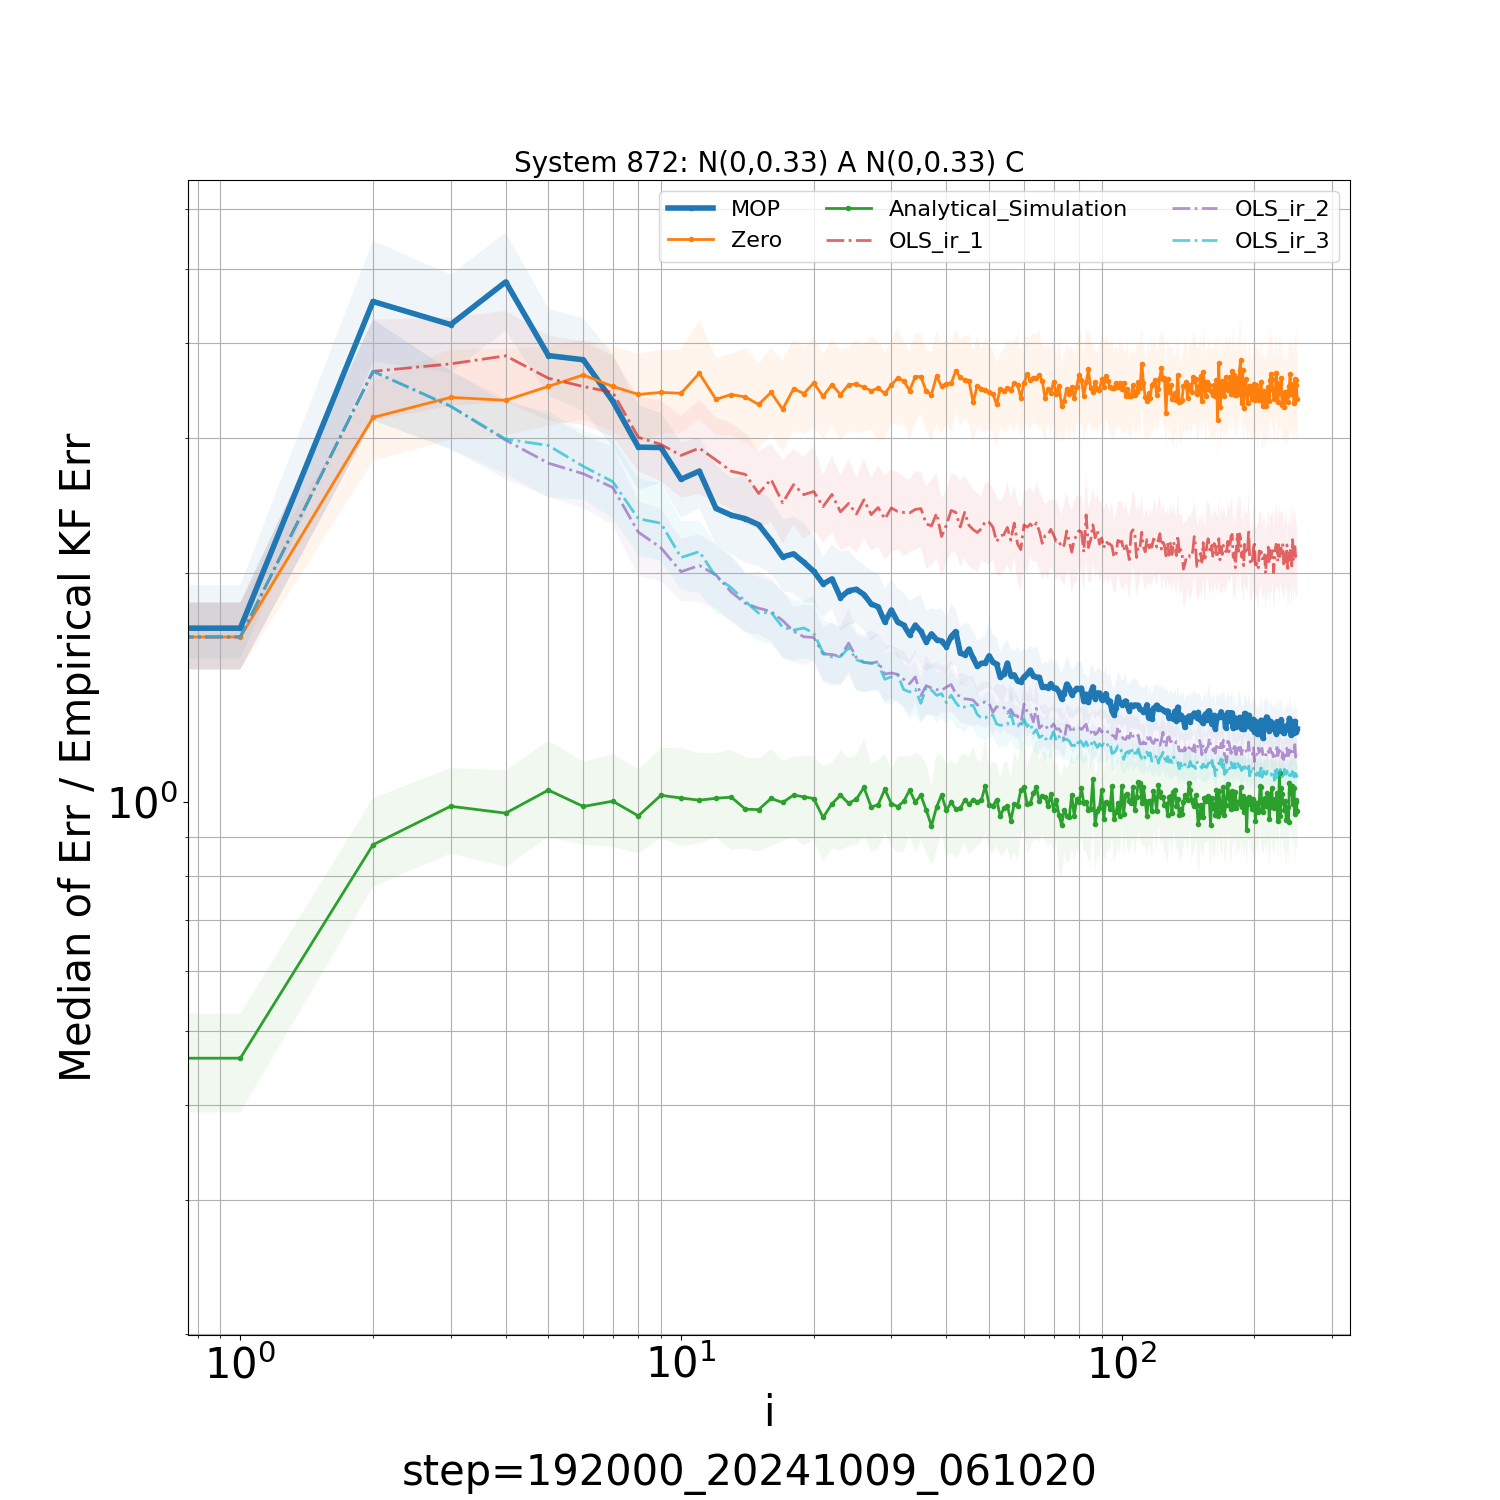 System 872: N(0,0.33) A N(0,0.33) C
MOP
Zero
Analytical_Simulation
OLS_ir_1
OLS_ir_2
OLS_ir_3
Median of Err / Empirical KF Err
10⁰
10⁰ 10¹ 10²
i
step=192000_20241009_061020